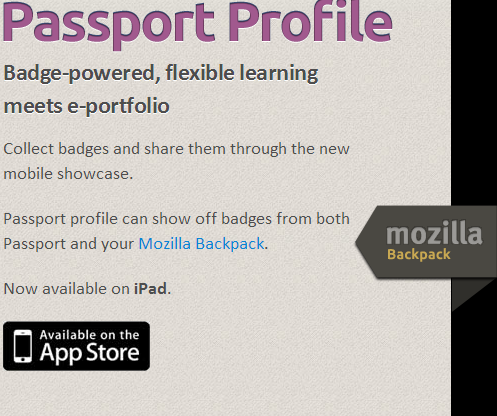 Passport Profile
Badge-powered, flexible learning
meets e-portfolio
Collect badges and share them through the new
mobile showcase.
Passport profile can show off badges from both
Passport and your Mozilla Backpack.
mozilla
Backpack
Now available on iPad.
Available on the
App Store